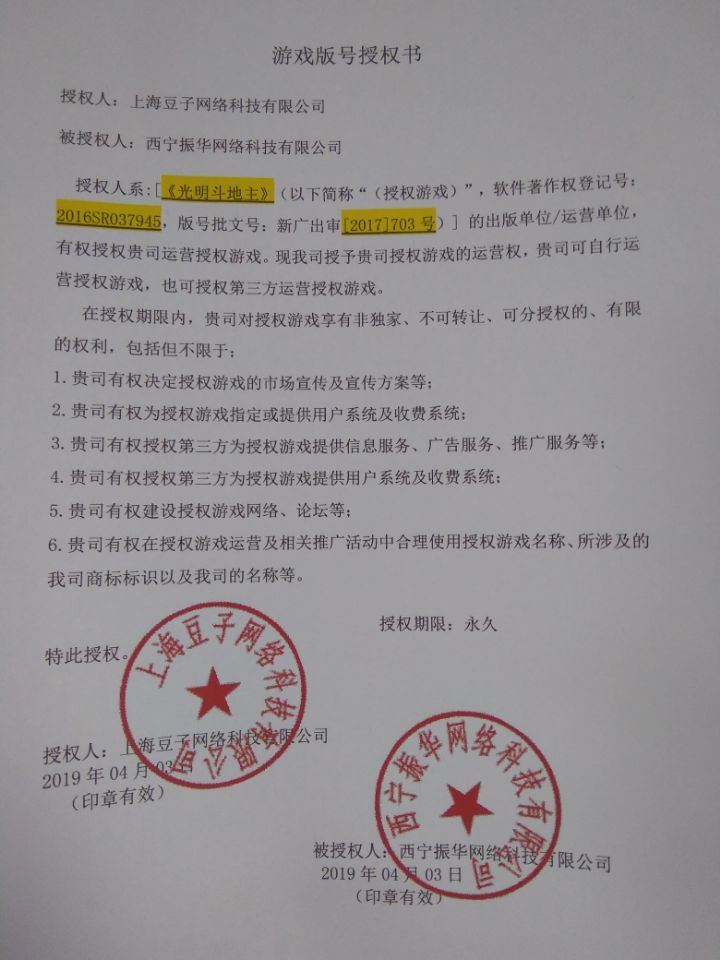 游戏版号授权书
授权人：上海豆子网络科技有限公司
被授权人：西宁振华网络科技有限公司
授权人系:[《光明斗地主》（以下简称“（授权游戏）”，软件著作权登记号：
2016SR037945，版号批文号：新广出审[2017]703 号）] 的出版单位/运营单位，
有权授权贵司运营授权游戏。现我司授予贵司授权游戏的运营权，贵司可自行运
营授权游戏，也可授权第三方运营授权游戏。
在授权期限内，贵司对授权游戏享有非独家、不可转让、可分授权的、有限
的权利，包括但不限于：
1. 贵司有权决定授权游戏的市场宣传及宣传方案等；
2. 贵司有权为授权游戏指定或提供用户系统及收费系统；
3. 贵司有权授权第三方为授权游戏提供信息服务、广告服务、推广服务等；
4. 贵司有权授权第三方为授权游戏提供用户系统及收费系统；
5. 贵司有权建设授权游戏网络、论坛等；
6. 贵司有权在授权游戏运营及相关推广活动中合理使用授权游戏名称、所涉及的
我司商标标识以及我司的名称等。
授权期限：永久
特此授权。
上海豆子网络科技有限公司
授权人：上海豆子网络科技有限公司
2019 年 04 月 03 日
（印章有效）
西宁振华网络科技有限公司
被授权人：西宁振华网络科技有限公司
2019 年 04 月 03 日
（印章有效）